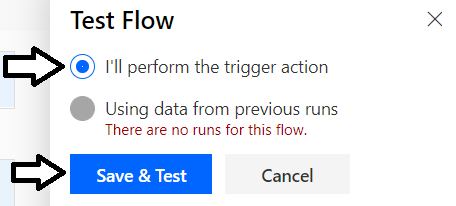 Test Flow
I'll perform the trigger action
Using data from previous runs
There are no runs for this flow.
Save & Test
Cancel